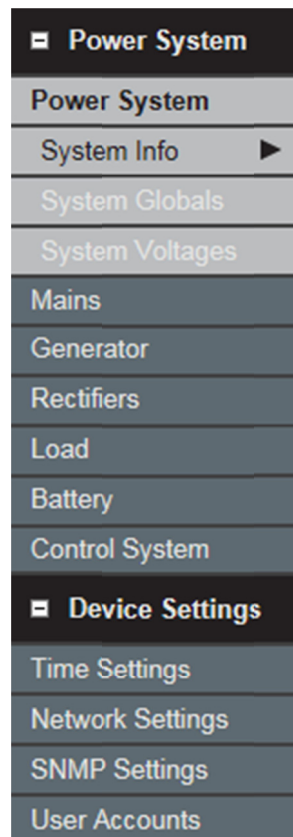 Power System
Power System
System Info
System Globals
System Voltages
Mains
Generator
Rectifiers
Load
Battery
Control System
Device Settings
Time Settings
Network Settings
SNMP Settings
User Accounts